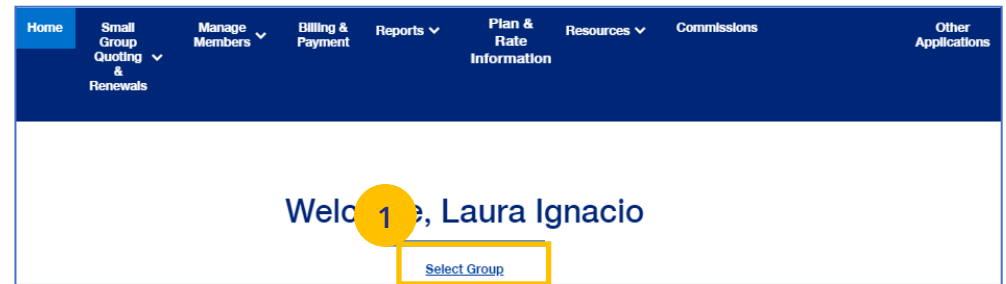 Home
Small
Group
Quoting
&
Renewals
Manage
Members
Billing &
Payment
Reports
Plan &
Rate
Information
Resources
Commissions
Other
Applications
Welc 1 e, Laura Ignacio
Select Group